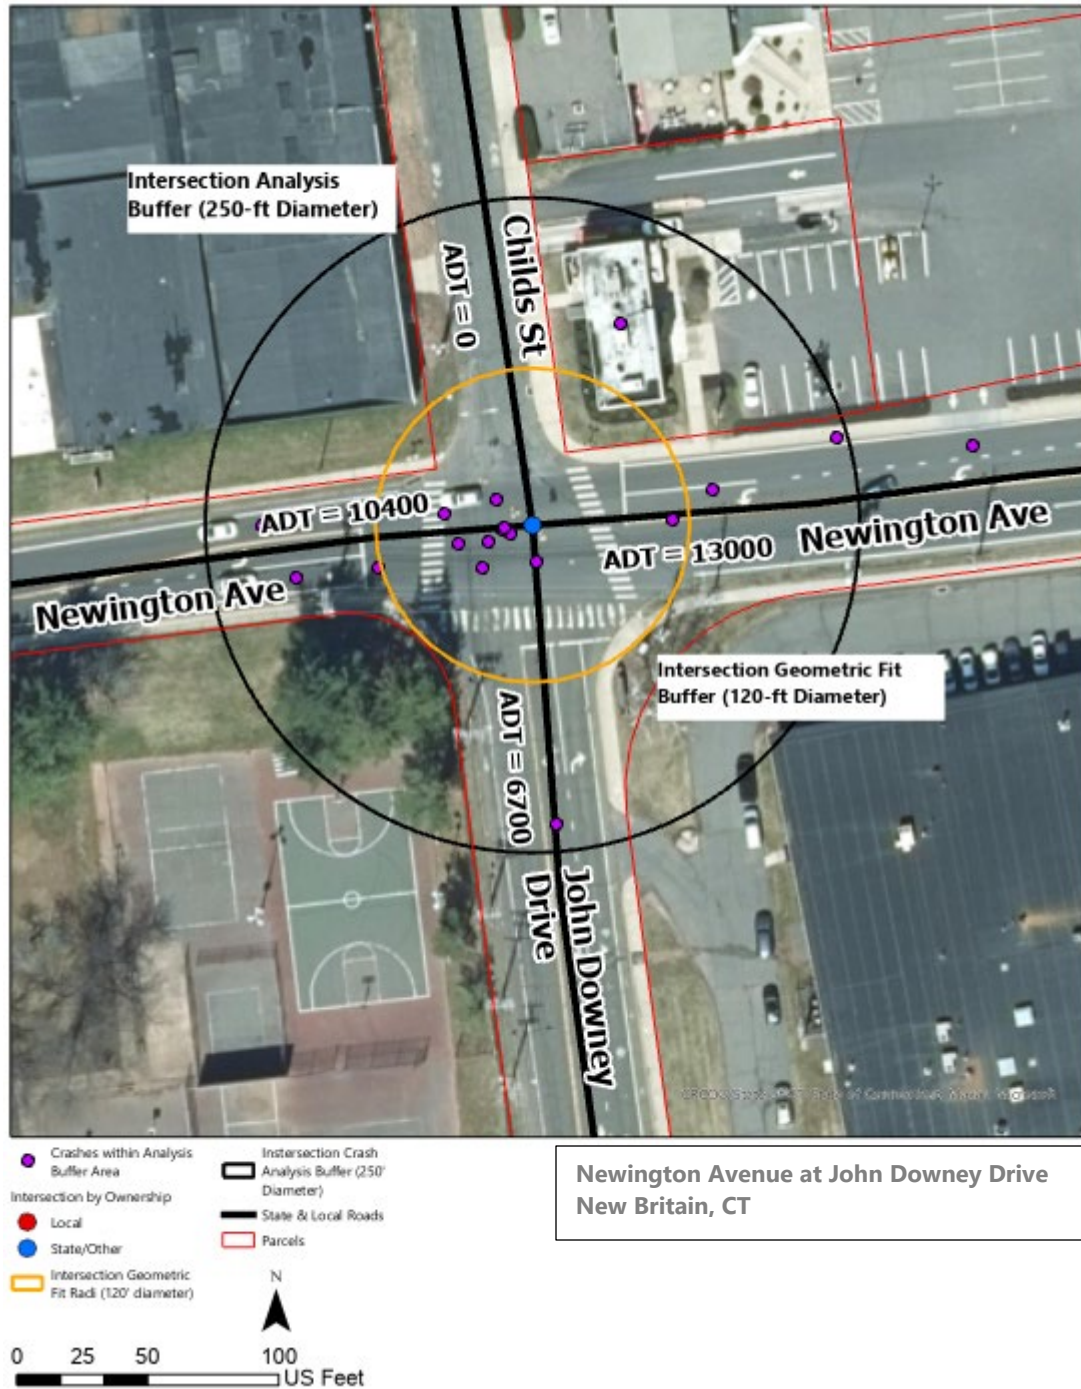 Intersection Analysis
Buffer (250-ft Diameter)
Childs St
ADT = 0
ADT = 10400
Newington Ave
ADT = 13000
Newington Ave
Intersection Geometric Fit
Buffer (120-ft Diameter)
ADT = 6700
John Downey
Drive
Crashes within Analysis
Buffer Area
Intersection by Ownership
Local
State/Other
Intersection Geometric
Fit Radi (120' diameter)
Instersection Crash
Analysis Buffer (250'
Diameter)
State & Local Roads
Parcels
N
0 25 50 100
US Feet
Newington Avenue at John Downey Drive
New Britain, CT